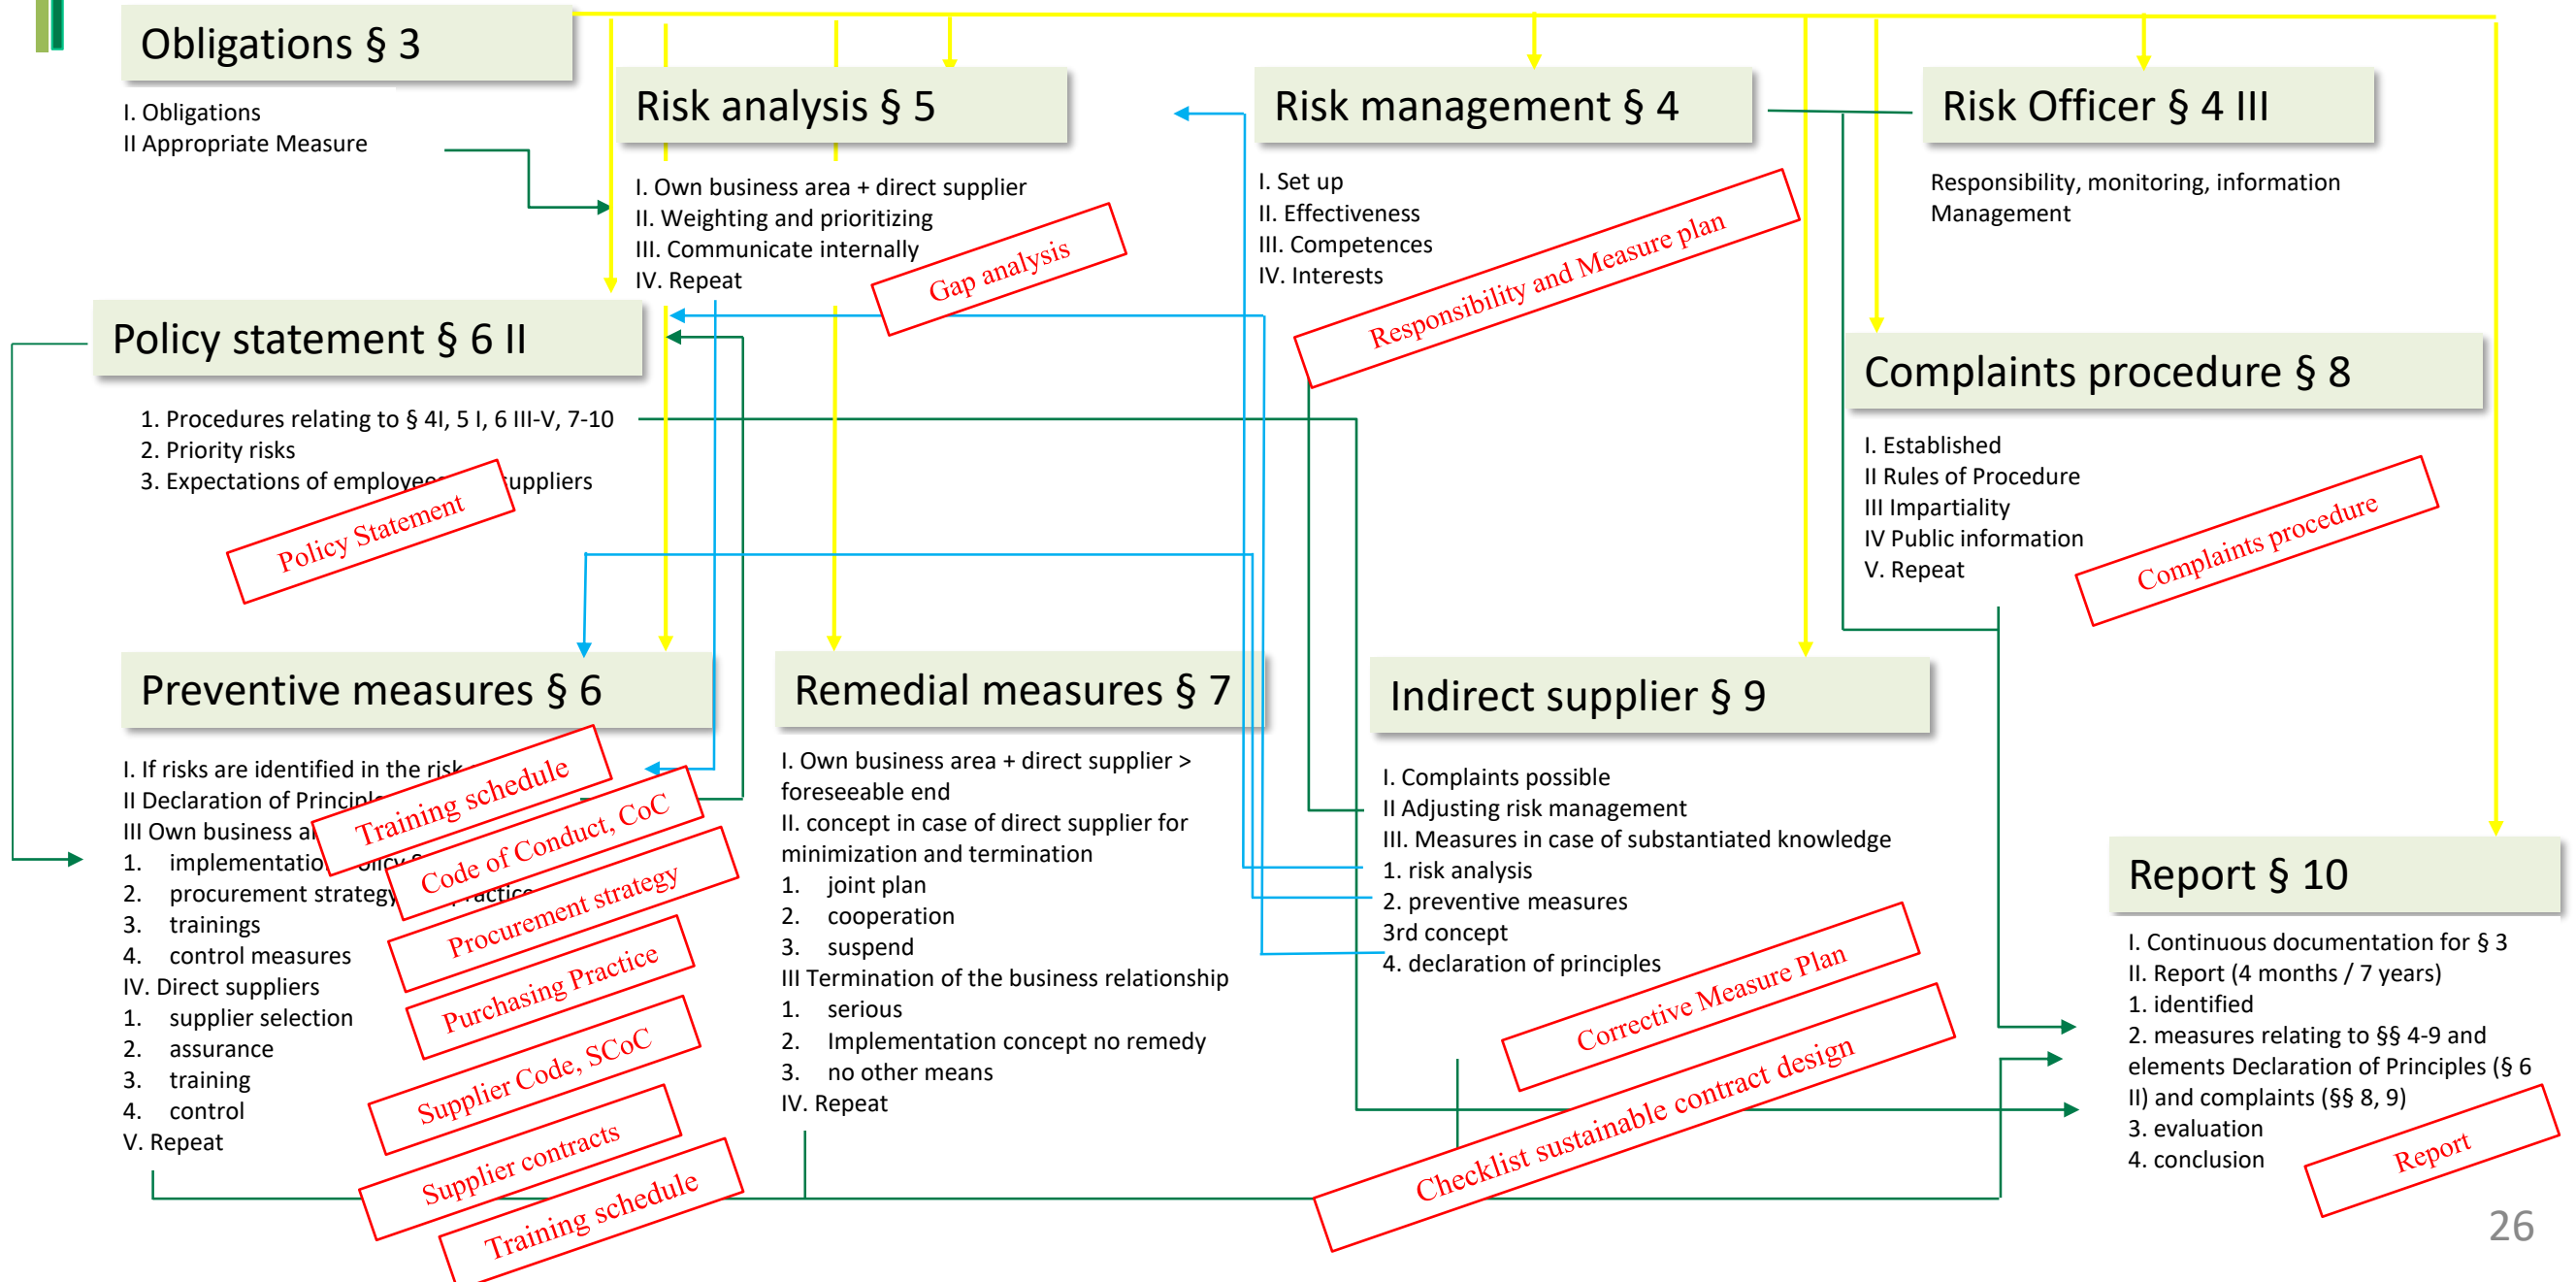 Obligations § 3
I. Obligations
II Appropriate Measure
Risk analysis § 5
I. Own business area + direct supplier
II. Weighting and prioritizing
III. Communicate internally
IV. Repeat
Gap analysis
Risk management § 4
I. Set up
II. Effectiveness
III. Competences
IV. Interests
Responsibility and Measure plan
Risk Officer § 4 III
Responsibility, monitoring, information
Management
Policy statement § 6 II
1. Procedures relating to § 4I, 5 I, 6 III-V, 7-10
2. Priority risks
3. Expectations of employees suppliers
Policy Statement
Complaints procedure § 8
I. Established
II Rules of Procedure
III Impartiality
IV Public information
V. Repeat
Complaints procedure
Preventive measures § 6
I. If risks are identified in the risk
II Declaration of Principle
III Own business
1. implementation policy
2. procurement strategy practice
3. trainings
4. control measures
IV. Direct suppliers
1. supplier selection
2. assurance
3. training
4. control
V. Repeat
Training schedule
Code of Conduct, CoC
Procurement strategy
Purchasing Practice
Supplier Code, SCoC
Supplier contracts
Training schedule
Remedial measures § 7
I. Own business area + direct supplier >
foreseeable end
II. concept in case of direct supplier for
minimization and termination
1. joint plan
2. cooperation
3. suspend
III Termination of the business relationship
1. serious
2. Implementation concept no remedy
3. no other means
IV. Repeat
Indirect supplier § 9
I. Complaints possible
II Adjusting risk management
III. Measures in case of substantiated knowledge
1. risk analysis
2. preventive measures
3rd concept
4. declaration of principles
Corrective Measure Plan
Checklist sustainable contract design
Report § 10
I. Continuous documentation for § 3
II. Report (4 months / 7 years)
1. identified
2. measures relating to §§ 4-9 and
elements Declaration of Principles (§ 6
II) and complaints (§§ 8, 9)
3. evaluation
4. conclusion
Report
26